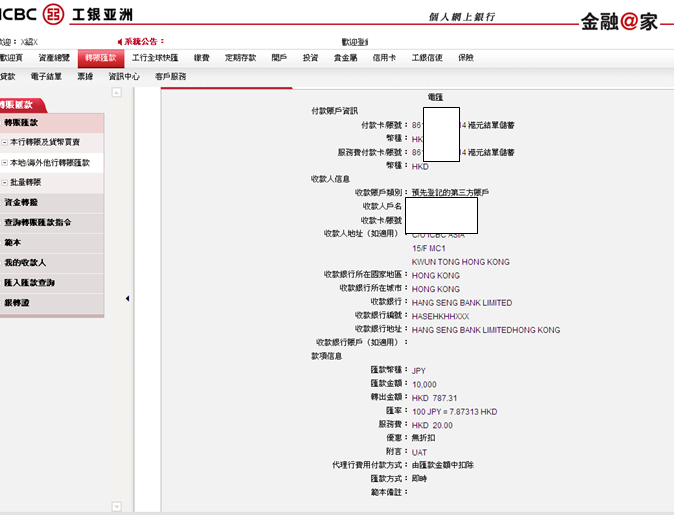 ICBC 工银亚洲
個人網上銀行
金融@家
歡迎：X紹X
系統公告：
歡迎登
歡迎頁 資產總覽 轉賬匯款 工行全球快匯 繳費 定期存款 開戶 投資 貴金屬 信用卡 工銀信使 保險
貸款 電子結單 票據 資訊中心 客戶服務
轉賬匯款
轉賬匯款
本行轉賬及貨幣買賣
本地/海外他行轉賬匯款
批量轉賬
資金歸集
查詢轉賬匯款指令
範本
我的收款人
匯入匯款查詢
銀轉證
電匯
付款賬戶資訊
付款卡/賬號： 86 14 港元結單儲蓄
幣種： HK
服務費付款卡/賬號： 86 14 港元結單儲蓄
幣種： HKD
收款人信息
收款賬戶類別： 預先登記的第三方賬戶
收款人戶名
收款卡/賬號
收款人地址（如適用）： C/O ICBC ASIA
15/F MC1
KWUN TONG HONG KONG
收款銀行所在國家地區： HONG KONG
收款銀行所在城市： HONG KONG
收款銀行： HANG SENG BANK LIMITED
收款銀行編號： HASEHKHHXXX
收款銀行地址： HANG SENG BANK LIMITEDHONG KONG
收款銀行賬戶（如適用）：
款項信息
匯款幣種： JPY
匯款金額： 10,000
轉出金額： HKD 787.31
匯率： 100 JPY = 7.87313 HKD
服務費： HKD 20.00
優惠： 無折扣
附言： UAT
代理行費用付款方式： 由匯款金額中扣除
匯款方式： 即時
範本備註：